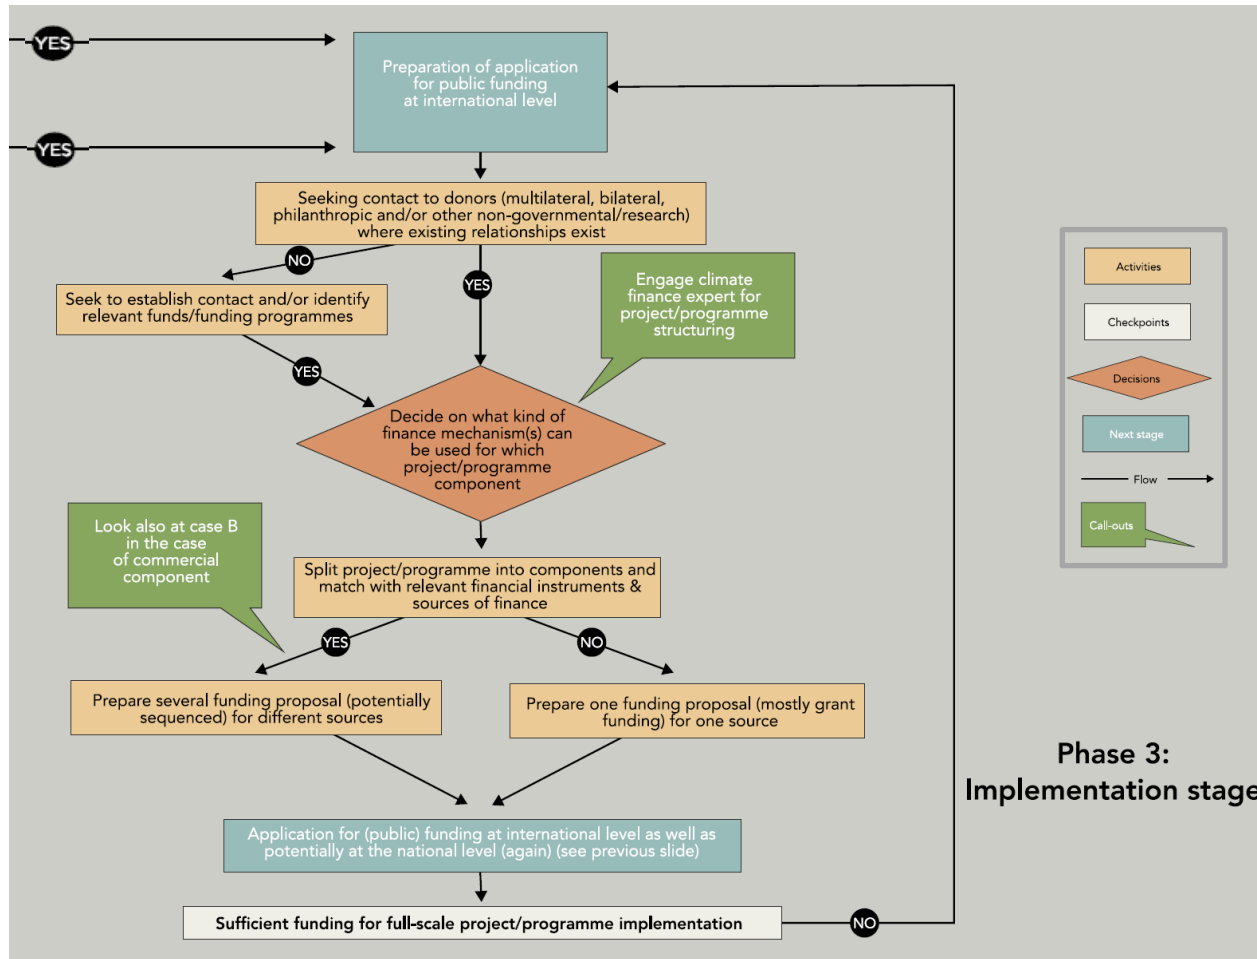 YES
Preparation of application
for public funding
at international level
YES
Seeking contact to donors (multilateral, bilateral,
philanthropic and/or other non-governmental/research)
where existing relationships exist
NO
YES
Seek to establish contact and/or identify
relevant funds/funding programmes
YES
Engage climate
finance expert for
project/programme
structuring
Decide on what kind of
finance mechanism(s) can
be used for which
project/programme
component
Look also at case B
in the case
of commercial
component
Split project/programme into components and
match with relevant financial instruments &
sources of finance
YES
NO
Prepare several funding proposal (potentially
sequenced) for different sources
Prepare one funding proposal (mostly grant
funding) for one source
Application for (public) funding at international level as well as
potentially at the national level (again) (see previous slide)
Sufficient funding for full-scale project/programme implementation
NO
Activities
Checkpoints
Decisions
Next stage
Flow
Call-outs
Phase 3:
Implementation stage